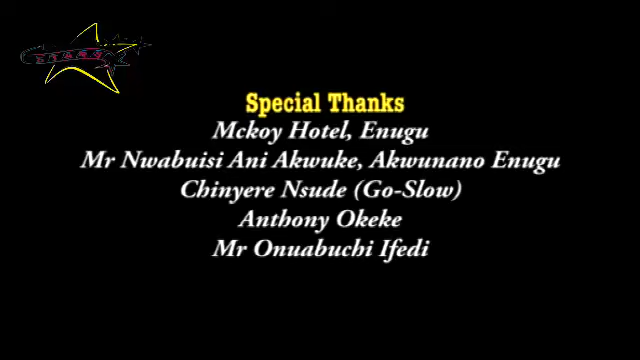 Special Thanks
Mckoy Hotel, Enugu
Mr Nwabuisi Ani Akwuke, Akwunano Enugu
Chinyere Nsude (Go-Slow)
Anthony Okeke
Mr Onuabuchi Ifedi